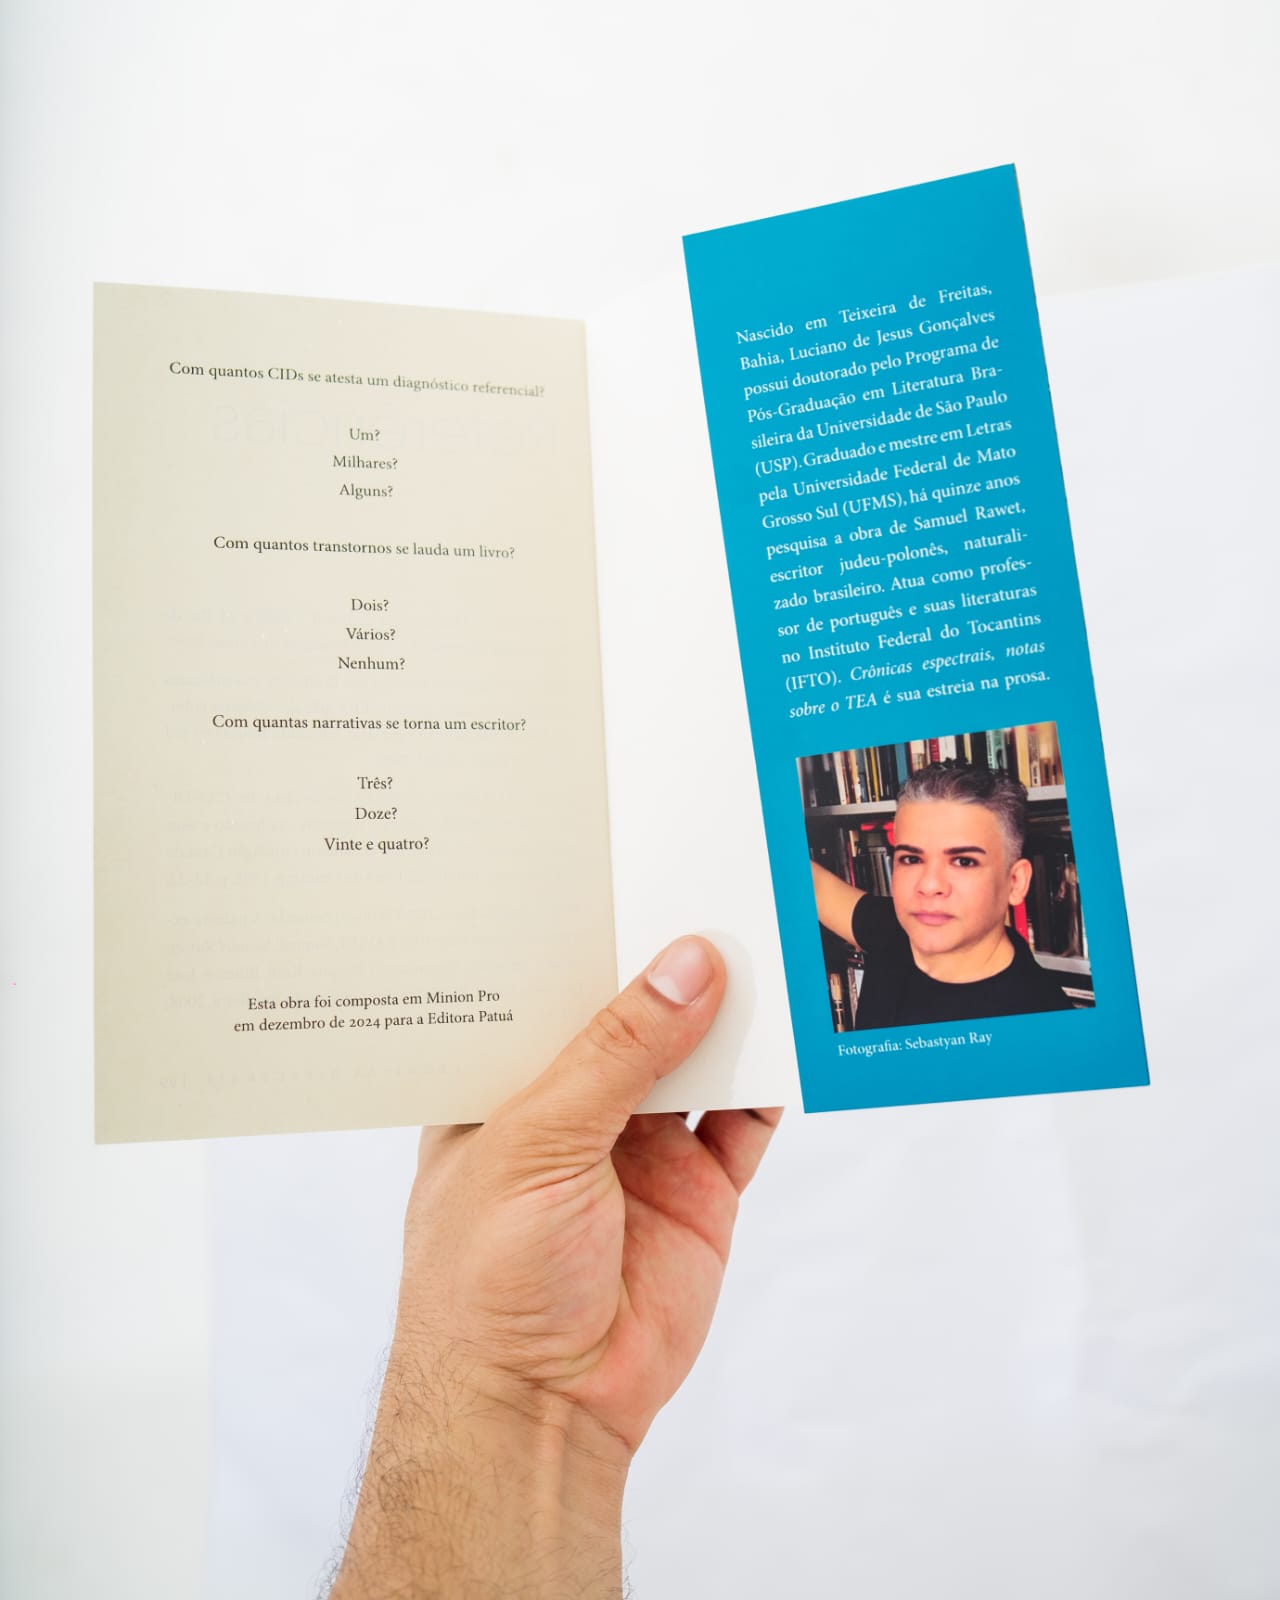 Com quantos CIDs se atesta um diagnóstico referencial?
Um?
Milhares?
Alguns?
Com quantos transtornos se lauda um livro?
Dois?
Vários?
Nenhum?
Com quantas narrativas se torna um escritor?
Três?
Doze?
Vinte e quatro?
Esta obra foi composta em Minion Pro
em dezembro de 2024 para a Editora Patuá
Nascido em Teixeira de Freitas,
Bahia, Luciano de Jesus Gonçalves
possui doutorado pelo Programa de
Pós-Graduação em Literatura Bra-
sileira da Universidade de São Paulo
(USP). Graduado e mestre em Letras
pela Universidade Federal de Mato
Grosso Sul (UFMS), há quinze anos
pesquisa a obra de Samuel Rawet,
escritor judeu-polonês, naturali-
zado brasileiro. Atua como profes-
sor de português e suas literaturas
no Instituto Federal do Tocantins
(IFTO). Crônicas espectrais, notas
sobre o TEA é sua estreia na prosa.
Fotografia: Sebastyan Ray